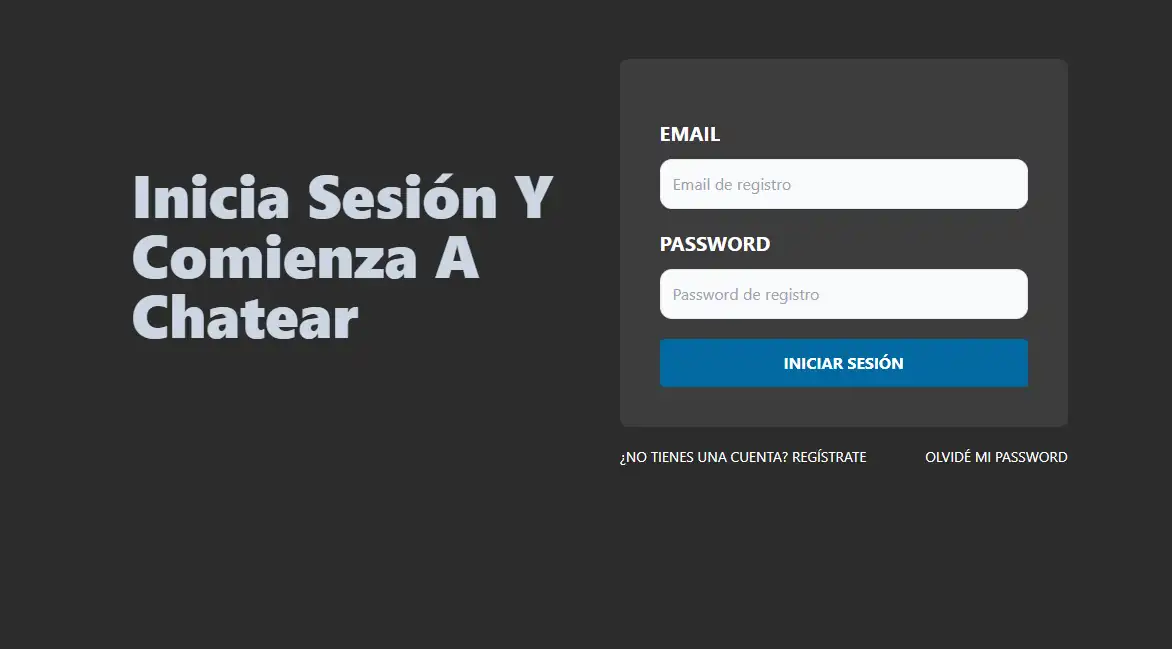 Inicia Sesión Y
Comienza A
Chatear
EMAIL
Email de registro
PASSWORD
Password de registro
INICIAR SESIÓN
¿NO TIENES UNA CUENTA? REGÍSTRATE
OLVIDÉ MI PASSWORD